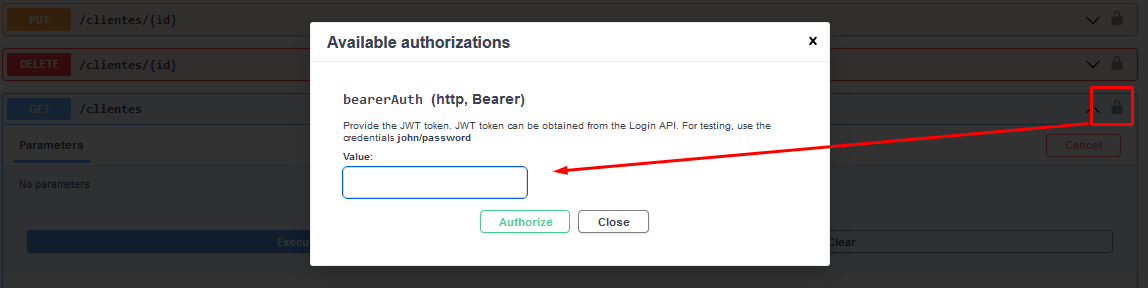 PUT /clientes/{id}
Available authorizations x
DELETE /clientes/{id}
bearerAuth (http, Bearer)
GET /clientes
Provide the JWT token. JWT token can be obtained from the Login API. For testing, use the
credentials john/password
Parameters
Cancel
Value:
No parameters
Authorize Close
Execu
Clear